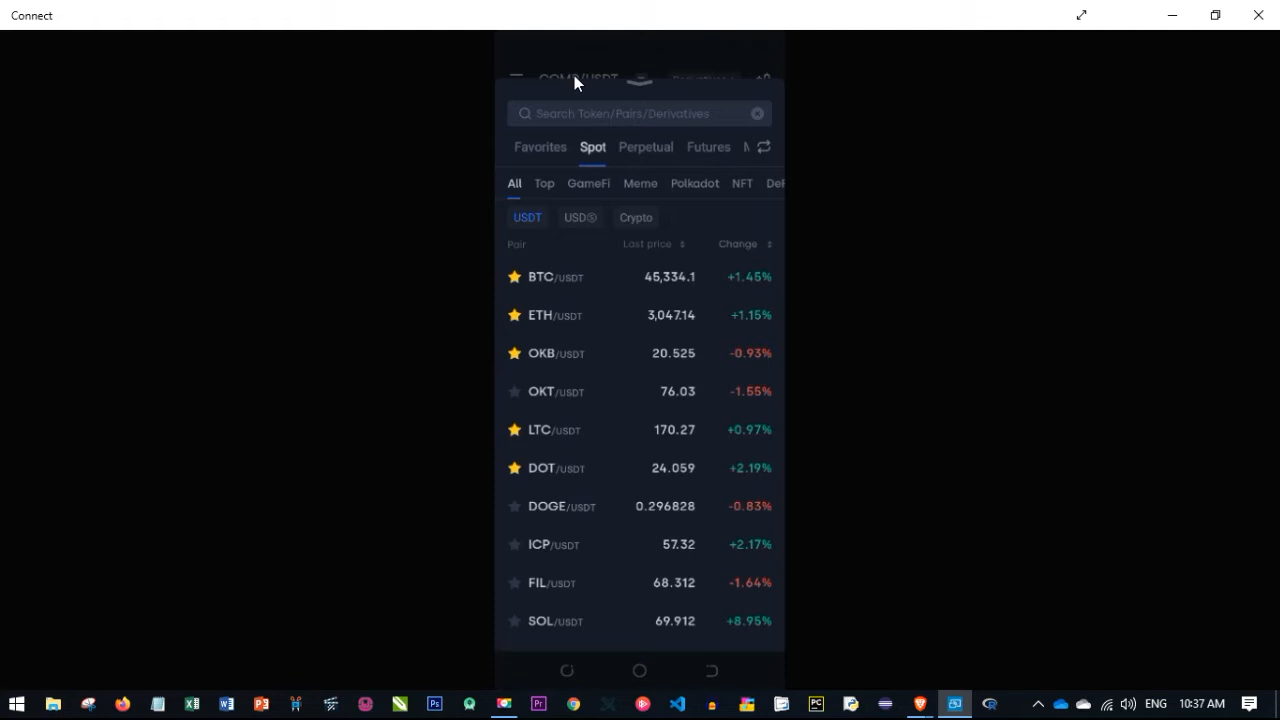 Connect
COMP/USDT Derivatives
Search Token/Pairs/Derivatives
Favorites Spot Perpetual Futures M
All Top GameFi Meme Polkadot NFT DeF
USDT USDⓈ Crypto
Pair Last price Change
BTC/USDT 45,334.1 +1.45%
ETH/USDT 3,047.14 +1.15%
OKB/USDT 20.525 -0.93%
OKT/USDT 76.03 -1.55%
LTC/USDT 170.27 +0.97%
DOT/USDT 24.059 +2.19%
DOGE/USDT 0.296828 -0.83%
ICP/USDT 57.32 +2.17%
FIL/USDT 68.312 -1.64%
SOL/USDT 69.912 +8.95%
ENG 10:37 AM